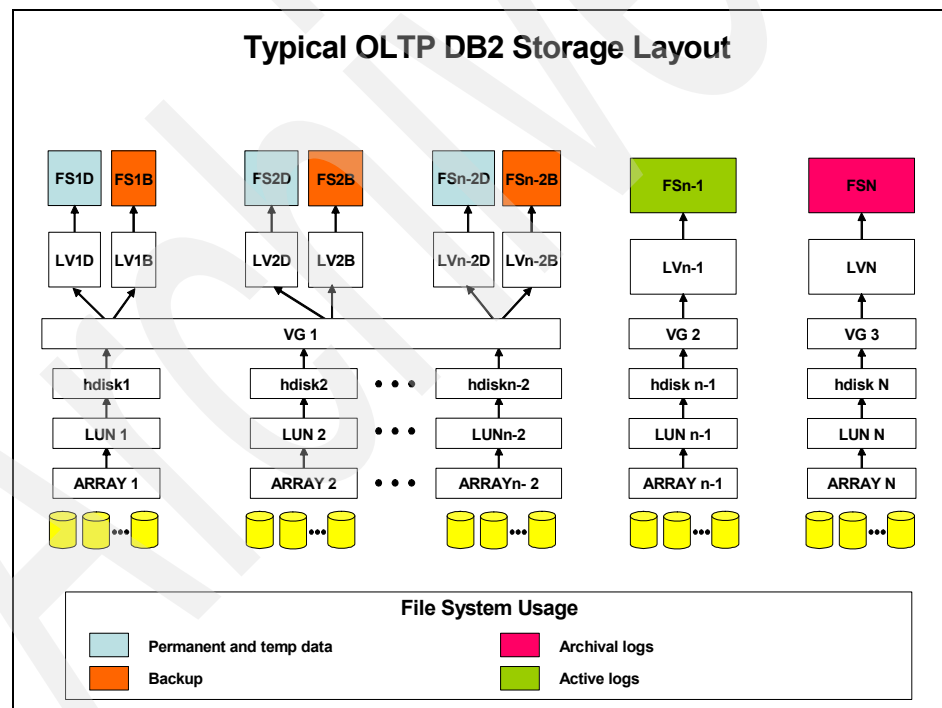 Typical OLTP DB2 Storage Layout
FS1D FS1B FS2D FS2B FSn-2D FSn-2B FSn-1 FSN
LV1D LV1B LV2D LV2B LVn-2D LVn-2B LVn-1 LVN
VG 1 VG 2 VG 3
hdisk1 hdisk2 hdiskn-2 hdisk n-1 hdisk N
LUN 1 LUN 2 LUNn-2 LUN n-1 LUN N
ARRAY 1 ARRAY 2 ARRAYn- 2 ARRAY n-1 ARRAY N
File System Usage
Permanent and temp data Archival logs
Backup Active logs
Archive